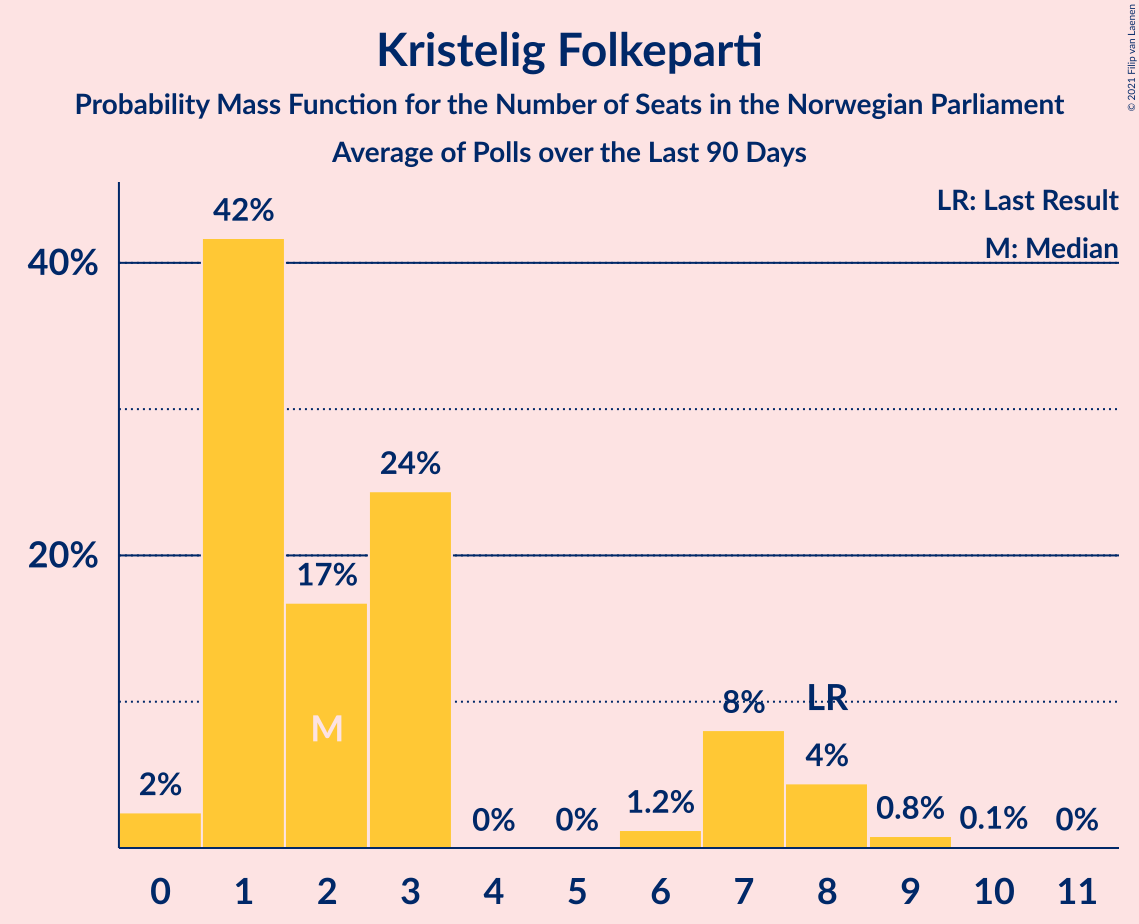 Kristelig Folkeparti
Probability Mass Function for the Number of Seats in the Norwegian Parliament
Average of Polls over the Last 90 Days
© 2021 Filip van Laenen
LR: Last Result
M: Median
42%
40%
24%
20%
17%
8%
LR
M
4%
2%
1.2%
0.8%
0.1%
0%
0%
0%
0 1 2 3 4 5 6 7 8 9 10 11